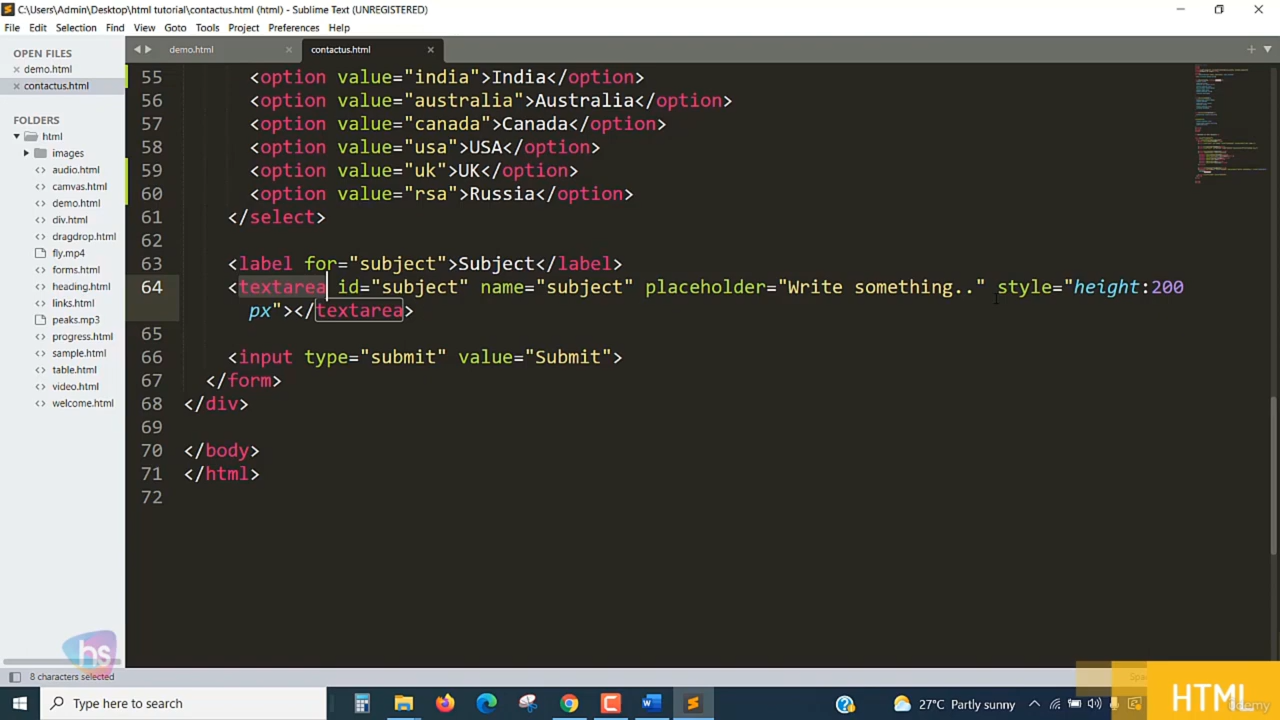 C:\Users\Admin\Desktop\html tutorial\contactus.html (html) - Sublime Text (UNREGISTERED)
File Edit Selection Find View Goto Tools Project Preferences Help
OPEN FILES
demo.html
contactus.html
FOLDERS
html
images
audio.html
camvas.html
demo.html
div.html
dragdrop.html
fly.mp4
forms.html
heading.html
links.html
peaks.mp3
progress.html
sample.html
table.html
video.html
welcome.html
demo.html contactus.html
55 <option value="india">India</option>
56 <option value="australia">Australia</option>
57 <option value="canada">Canada</option>
58 <option value="usa">USA</option>
59 <option value="uk">UK</option>
60 <option value="rsa">Russia</option>
61 </select>
62
63 <label for="subject">Subject</label>
64 <textarea id="subject" name="subject" placeholder="Write something.." style="height:200
px"></textarea>
65
66 <input type="submit" value="Submit">
67 </form>
68 </div>
69
70 </body>
71 </html>
72
hs
8 characters selected
HTML
Type here to search
27°C Partly sunny
Udemy